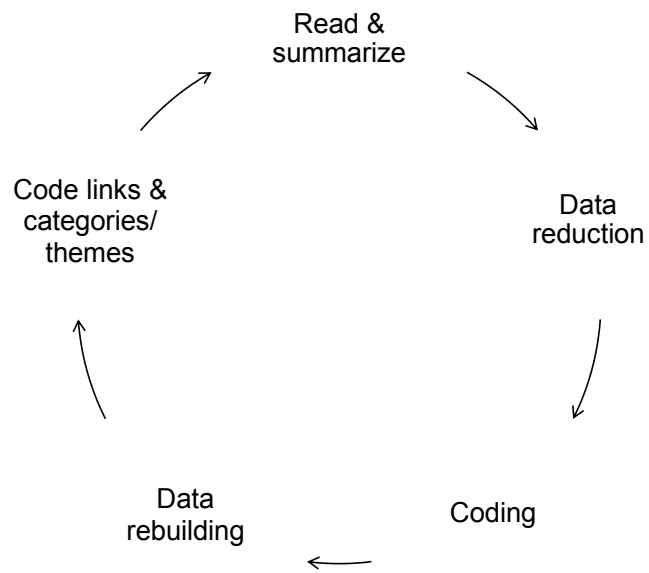 Read &
summarize
Data
reduction
Coding
Data
rebuilding
Code links &
categories/
themes